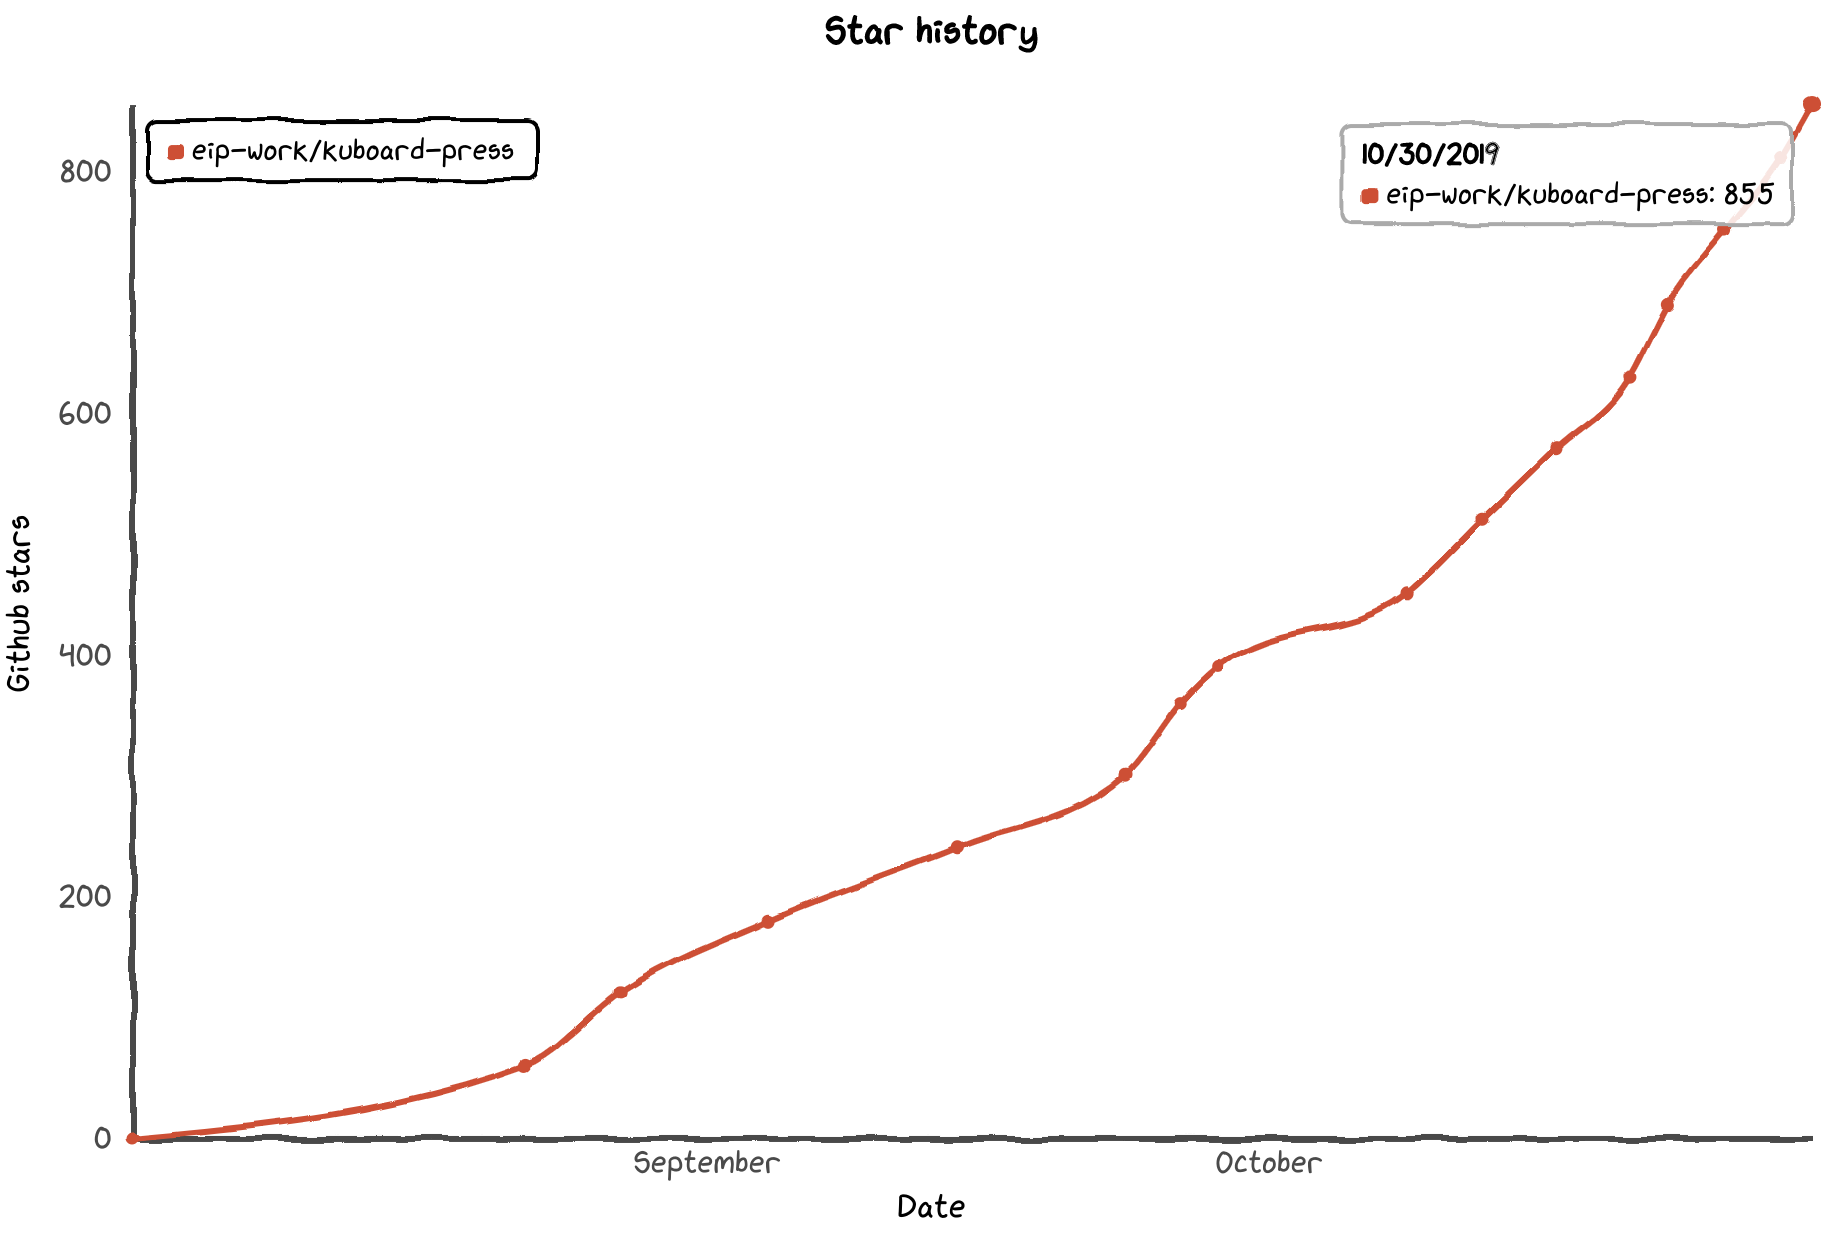 Star history
eip-work/kuboard-press
10/30/2019
eip-work/kuboard-press: 855
800
600
400
200
0
Github stars
September
October
Date